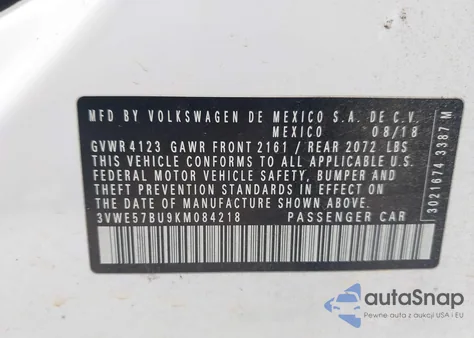 MFD BY VOLKSWAGEN DE MEXICO S.A. DE C.V.
MEXICO 08/18
GVWR 4123 GAWR FRONT 2161 / REAR 2072 LBS
THIS VEHICLE CONFORMS TO ALL APPLICABLE
FEDERAL MOTOR VEHICLE SAFETY, BUMPER AND
THEFT PREVENTION STANDARDS IN EFFECT ON
THE DATE OF MANUFACTURE SHOWN ABOVE
3VWE57BU9KM084218 PASSENGER CAR
3021674 3387 M
autoSnap
Pewne auta z USA i EU